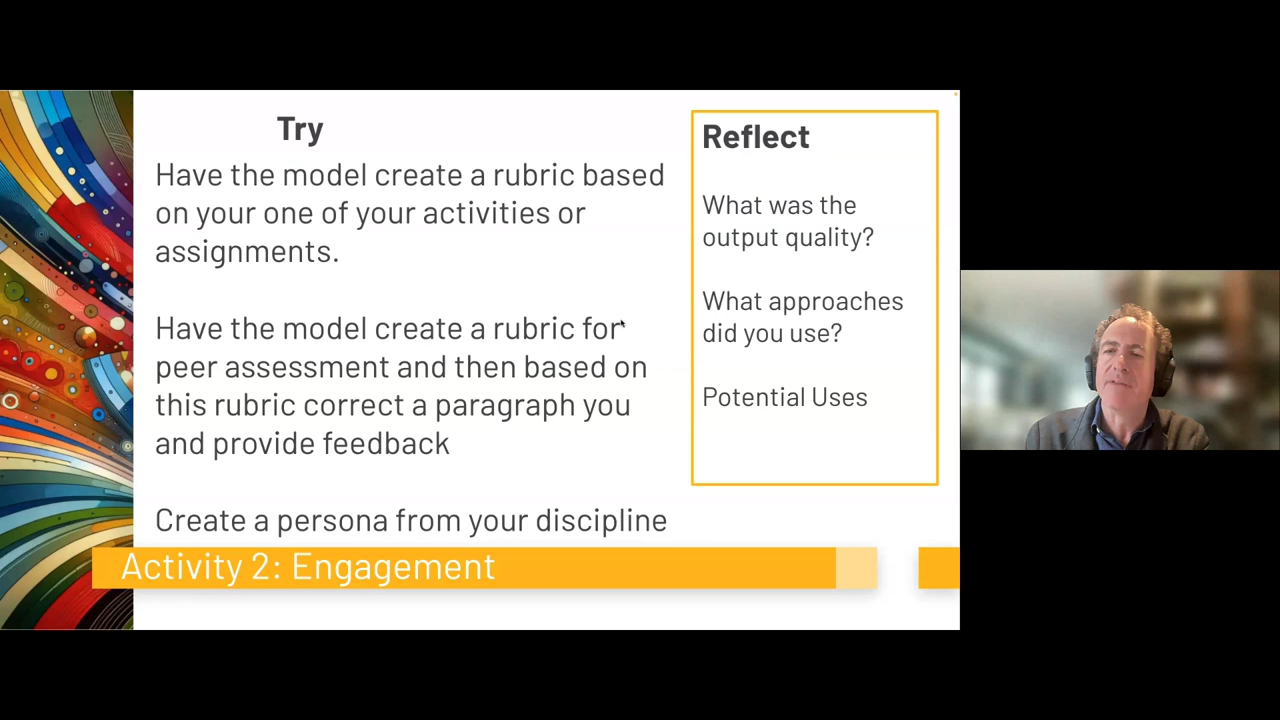 Try
Have the model create a rubric based
on your one of your activities or
assignments.
Have the model create a rubric for
peer assessment and then based on
this rubric correct a paragraph you
and provide feedback
Create a persona from your discipline
Reflect
What was the
output quality?
What approaches
did you use?
Potential Uses
Activity 2: Engagement